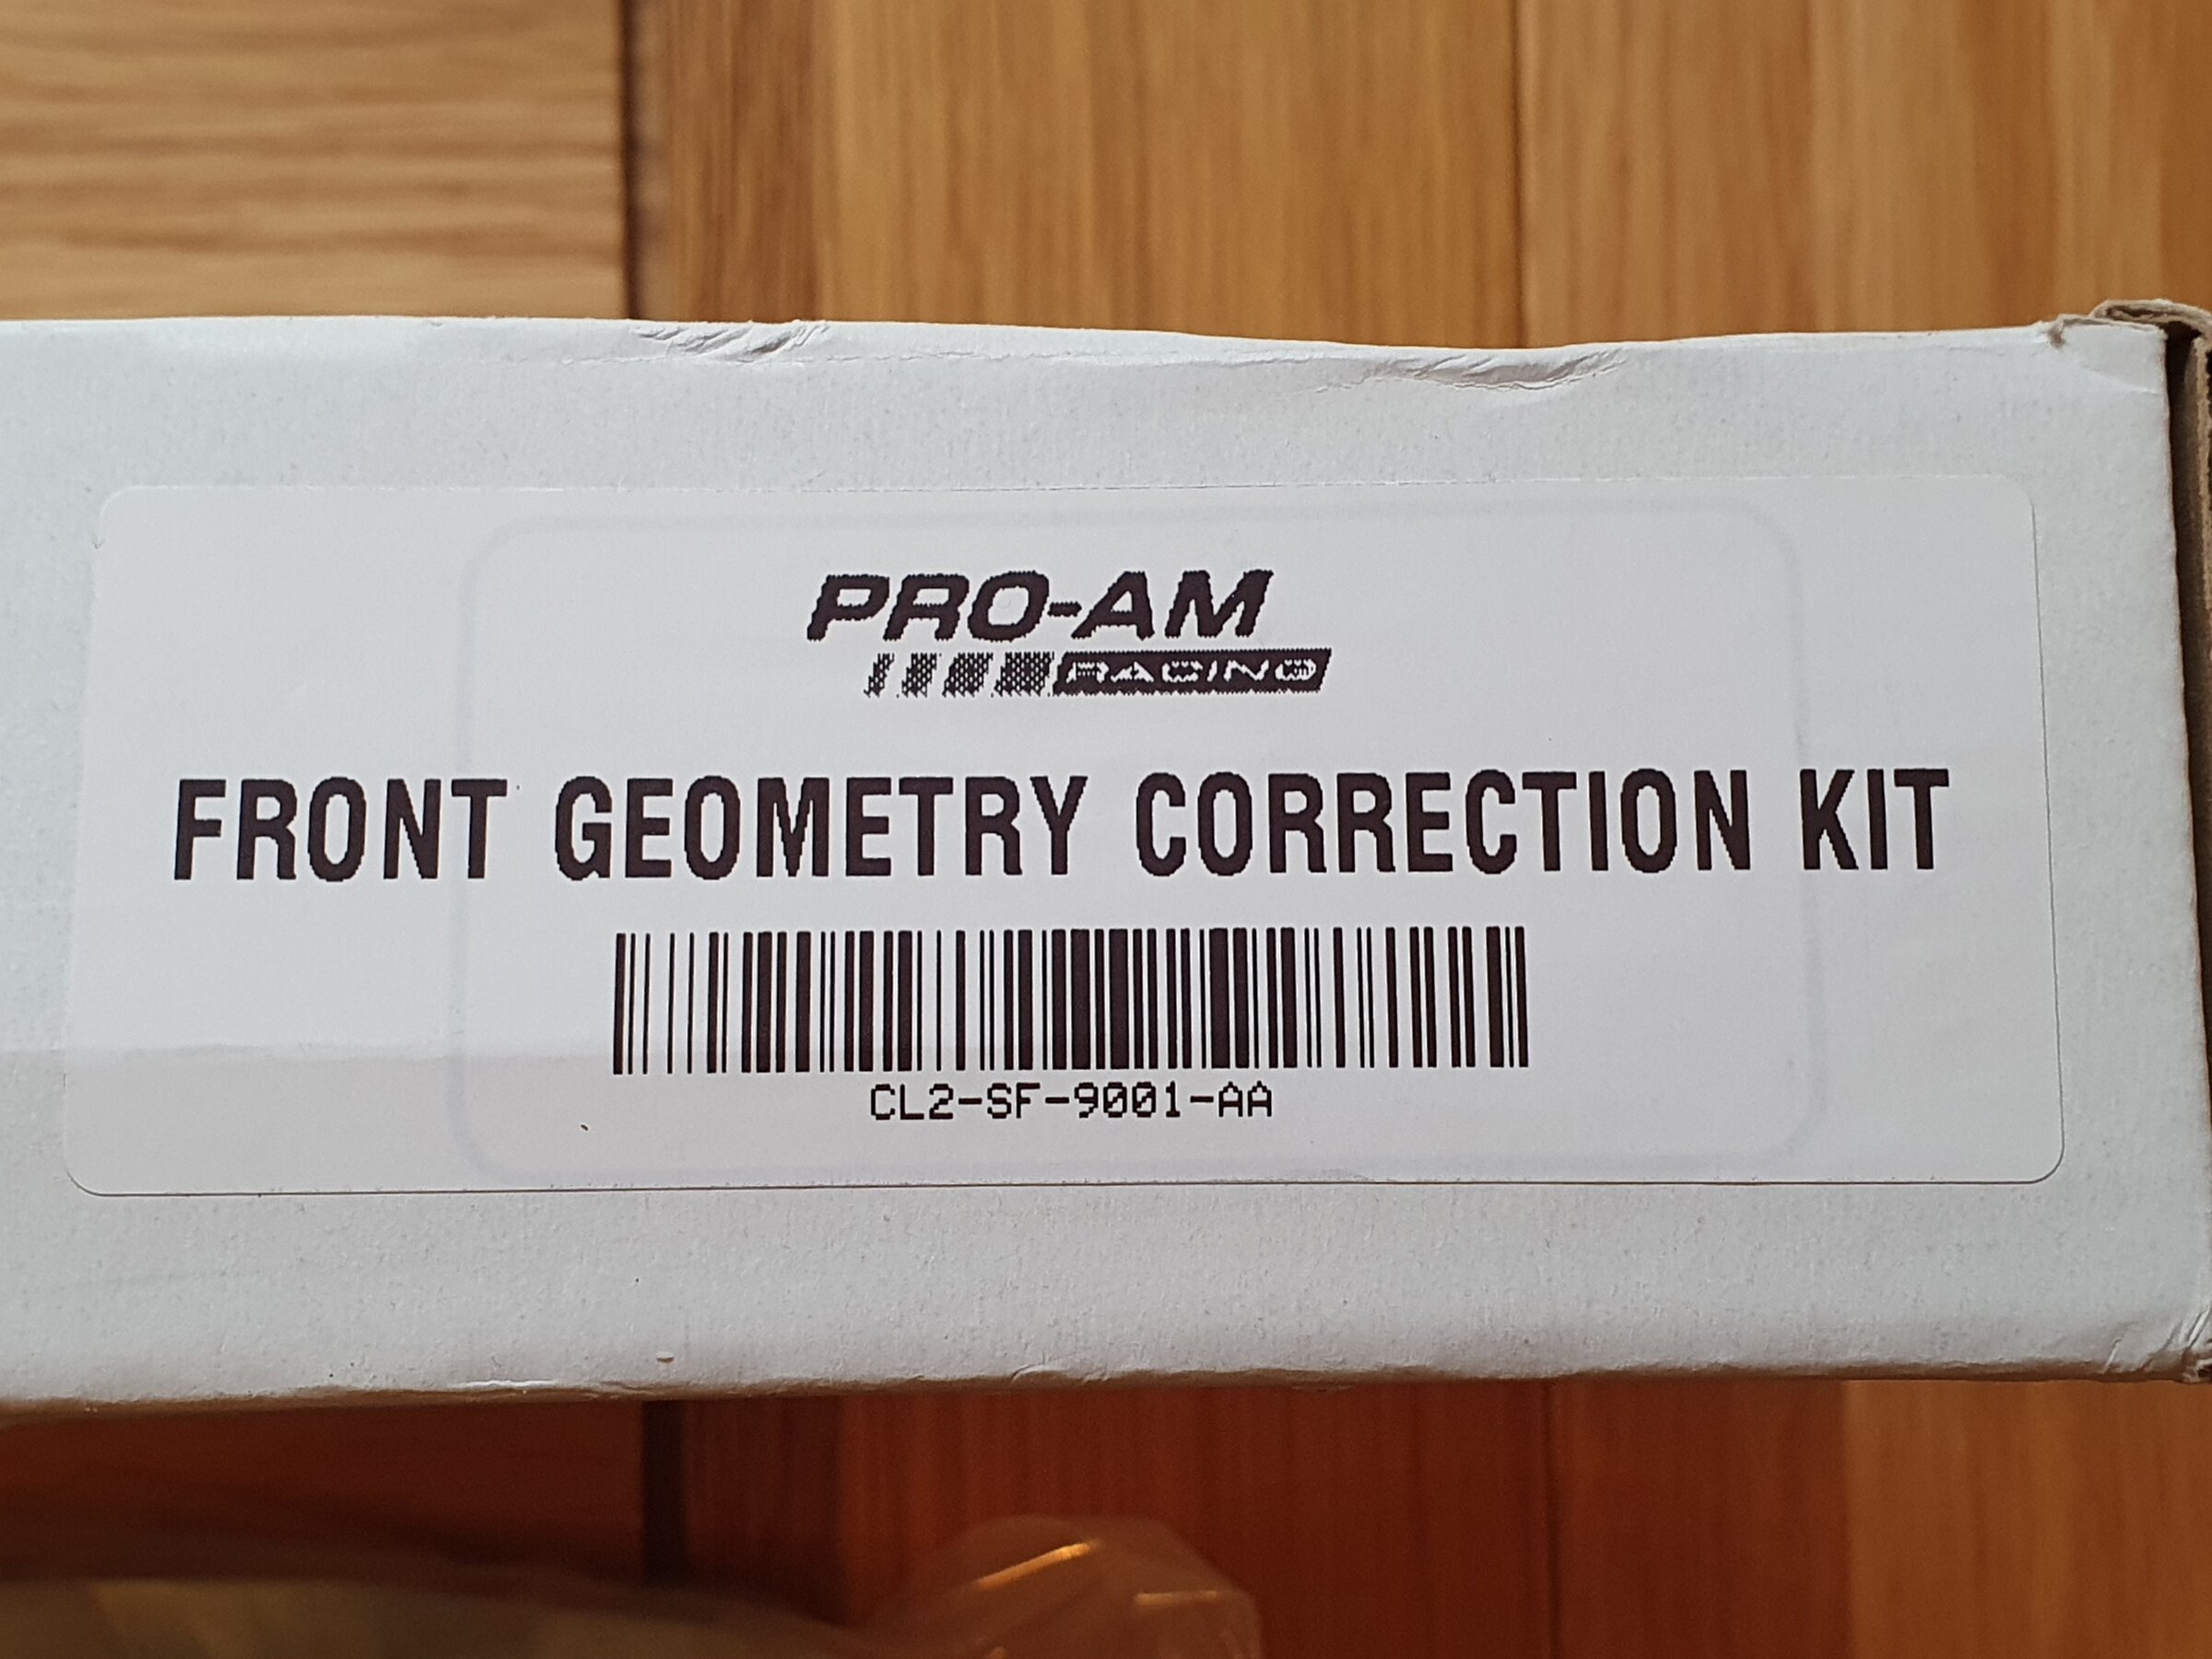 PRO-AM
RACING
FRONT GEOMETRY CORRECTION KIT
CL2-SF-9001-AA